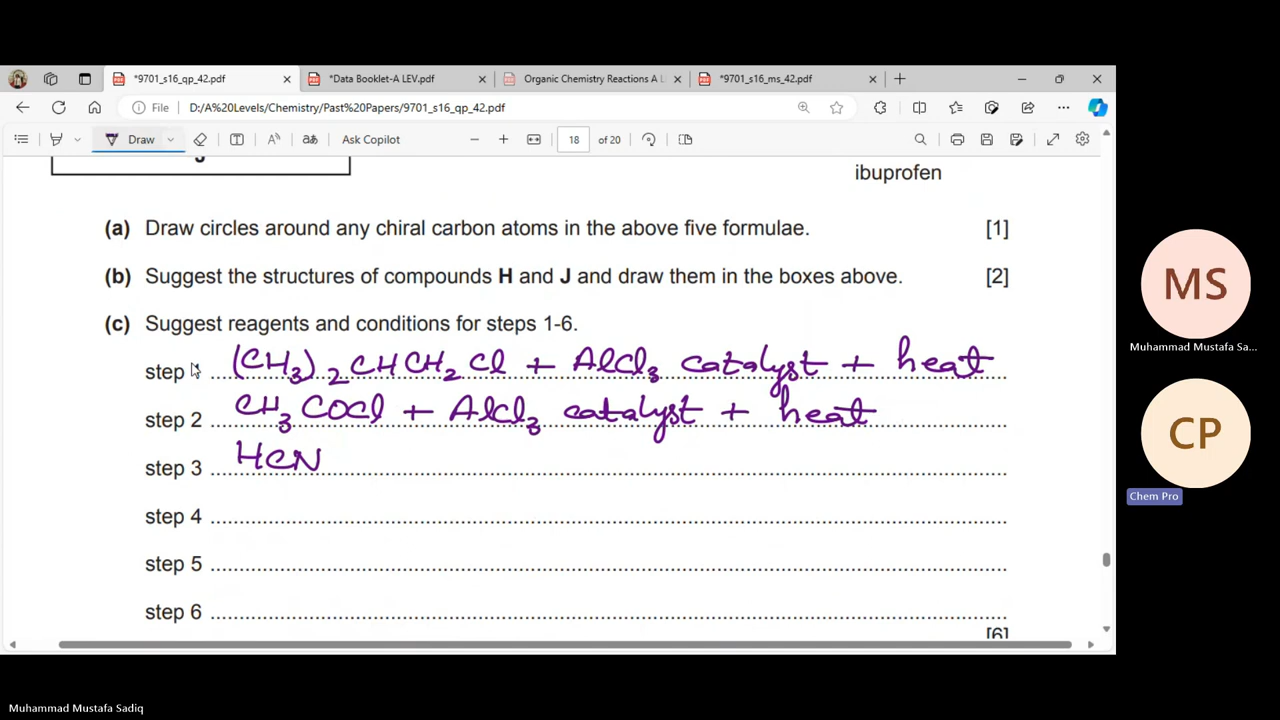 *9701_s16_qp_42.pdf
*Data Booklet-A LEV.pdf
Organic Chemistry Reactions A L
*9701_s16_ms_42.pdf
File
D:/A%20Levels/Chemistry/Past%20Papers/9701_s16_qp_42.pdf
Draw
aあ
Ask Copilot
18 of 20
J
ibuprofen
(a) Draw circles around any chiral carbon atoms in the above five formulae. [1]
(b) Suggest the structures of compounds H and J and draw them in the boxes above. [2]
(c) Suggest reagents and conditions for steps 1-6.
step 1 (CH3)2CHCH2Cl + AlCl3 catalyst + heat
step 2 CH3COCl + AlCl3 catalyst + heat
step 3 HCN
step 4
step 5
step 6
[6]
MS
Muhammad Mustafa Sa...
CP
Chem Pro
Muhammad Mustafa Sadiq